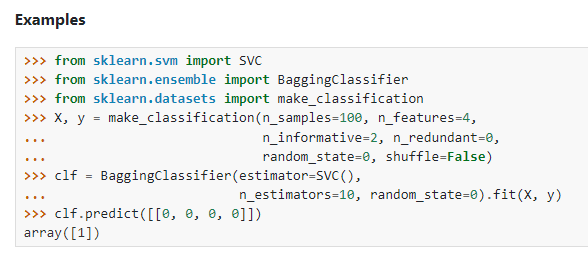 Examples
>>> from sklearn.svm import SVC
>>> from sklearn.ensemble import BaggingClassifier
>>> from sklearn.datasets import make_classification
>>> X, y = make_classification(n_samples=100, n_features=4,
...                            n_informative=2, n_redundant=0,
...                            random_state=0, shuffle=False)
>>> clf = BaggingClassifier(estimator=SVC(),
...                         n_estimators=10, random_state=0).fit(X, y)
>>> clf.predict([[0, 0, 0, 0]])
array([1])